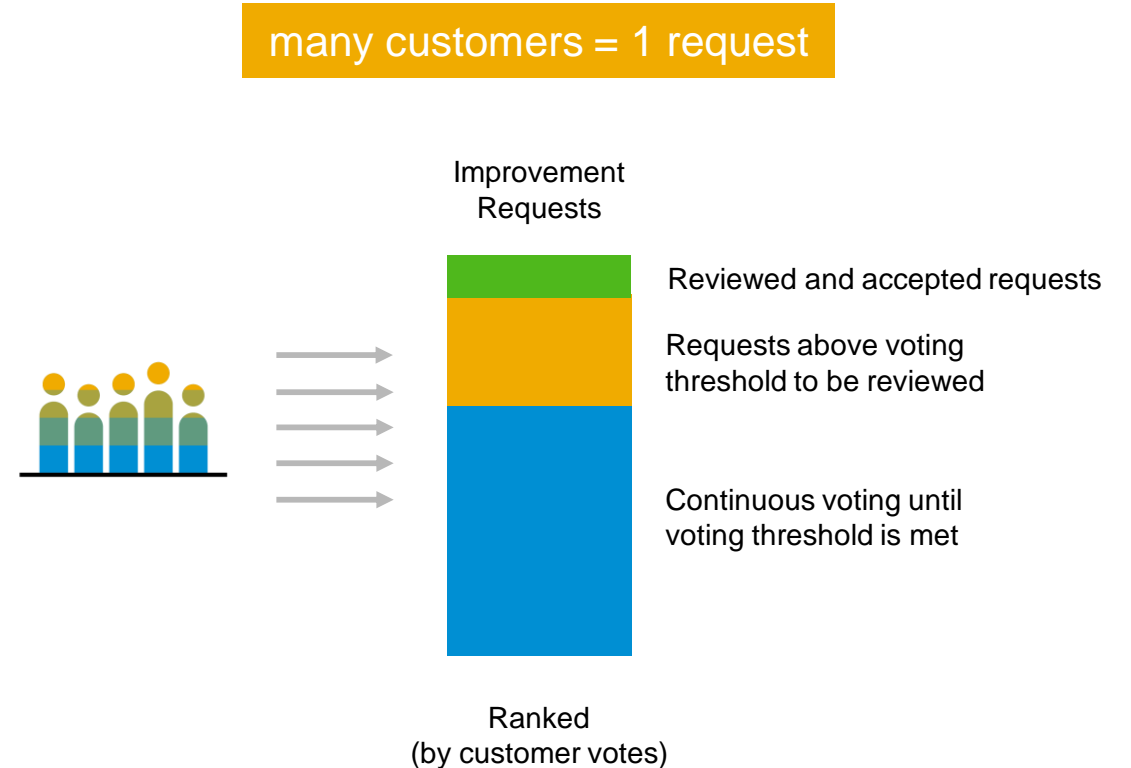 many customers = 1 request
Improvement
Requests
Reviewed and accepted requests
Requests above voting
threshold to be reviewed
Continuous voting until
voting threshold is met
Ranked
(by customer votes)